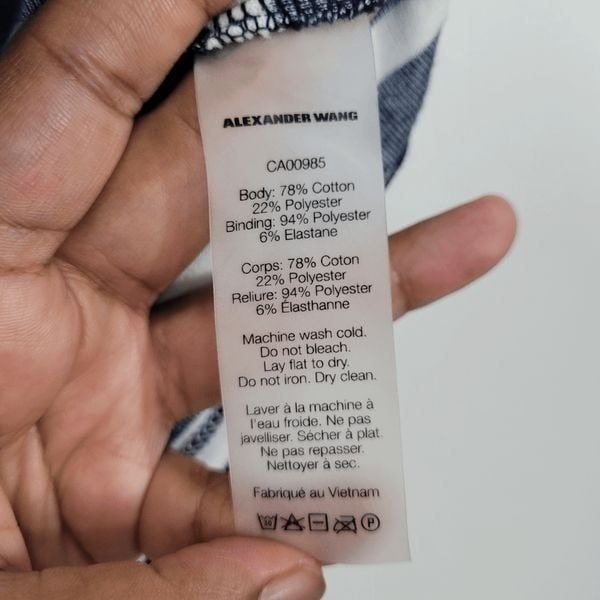 ALEXANDER WANG
CA00985
Body: 78% Cotton
22% Polyester
Binding: 94% Polyester
6% Elastane
Corps: 78% Coton
22% Polyester
Reliure: 94% Polyester
6% Élasthanne
Machine wash cold.
Do not bleach.
Lay flat to dry.
Do not iron. Dry clean.
Laver à la machine à
l'eau froide. Ne pas
javelliser. Sécher à plat.
Ne pas repasser.
Nettoyer à sec.
Fabriqué au Vietnam
P